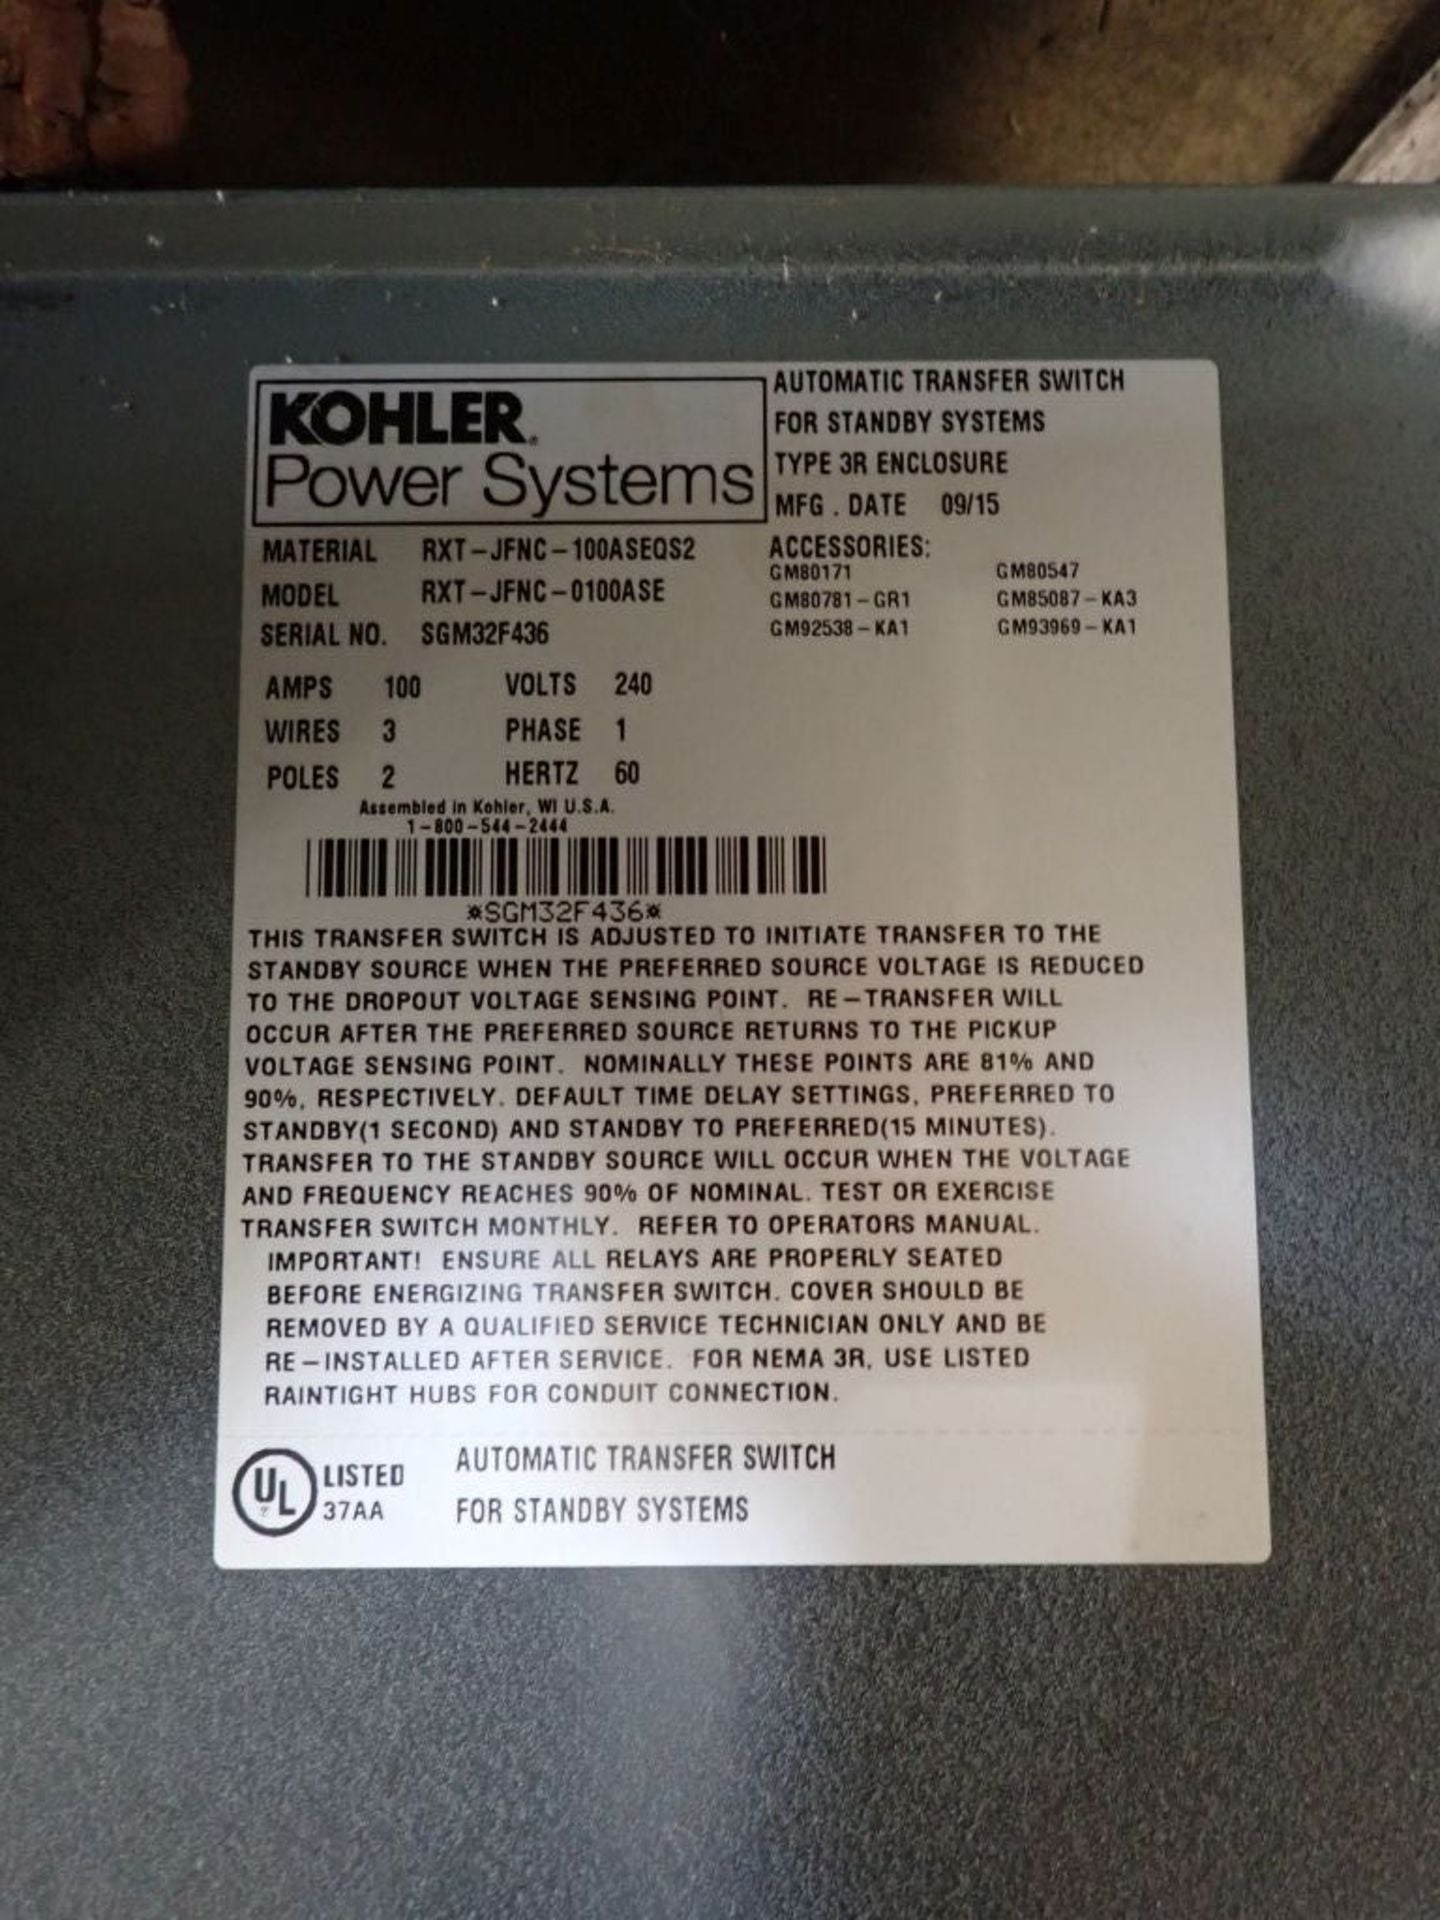 KOHLER®
Power Systems
AUTOMATIC TRANSFER SWITCH
FOR STANDBY SYSTEMS
TYPE 3R ENCLOSURE
MFG . DATE 09/15
MATERIAL RXT-JFNC-100ASEQS2
MODEL RXT-JFNC-0100ASE
SERIAL NO. SGM32F436
ACCESSORIES:
GM80171 GM80547
GM80781-GR1 GM85087-KA3
GM92538-KA1 GM93969-KA1
AMPS 100 VOLTS 240
WIRES 3 PHASE 1
POLES 2 HERTZ 60
Assembled in Kohler, WI U.S.A.
1-800-544-2444
*SGM32F436*
THIS TRANSFER SWITCH IS ADJUSTED TO INITIATE TRANSFER TO THE
STANDBY SOURCE WHEN THE PREFERRED SOURCE VOLTAGE IS REDUCED
TO THE DROPOUT VOLTAGE SENSING POINT. RE-TRANSFER WILL
OCCUR AFTER THE PREFERRED SOURCE RETURNS TO THE PICKUP
VOLTAGE SENSING POINT. NOMINALLY THESE POINTS ARE 81% AND
90%, RESPECTIVELY. DEFAULT TIME DELAY SETTINGS, PREFERRED TO
STANDBY(1 SECOND) AND STANDBY TO PREFERRED(15 MINUTES).
TRANSFER TO THE STANDBY SOURCE WILL OCCUR WHEN THE VOLTAGE
AND FREQUENCY REACHES 90% OF NOMINAL. TEST OR EXERCISE
TRANSFER SWITCH MONTHLY. REFER TO OPERATORS MANUAL.
IMPORTANT! ENSURE ALL RELAYS ARE PROPERLY SEATED
BEFORE ENERGIZING TRANSFER SWITCH. COVER SHOULD BE
REMOVED BY A QUALIFIED SERVICE TECHNICIAN ONLY AND BE
RE-INSTALLED AFTER SERVICE. FOR NEMA 3R, USE LISTED
RAINTIGHT HUBS FOR CONDUIT CONNECTION.
UL LISTED
37AA
AUTOMATIC TRANSFER SWITCH
FOR STANDBY SYSTEMS